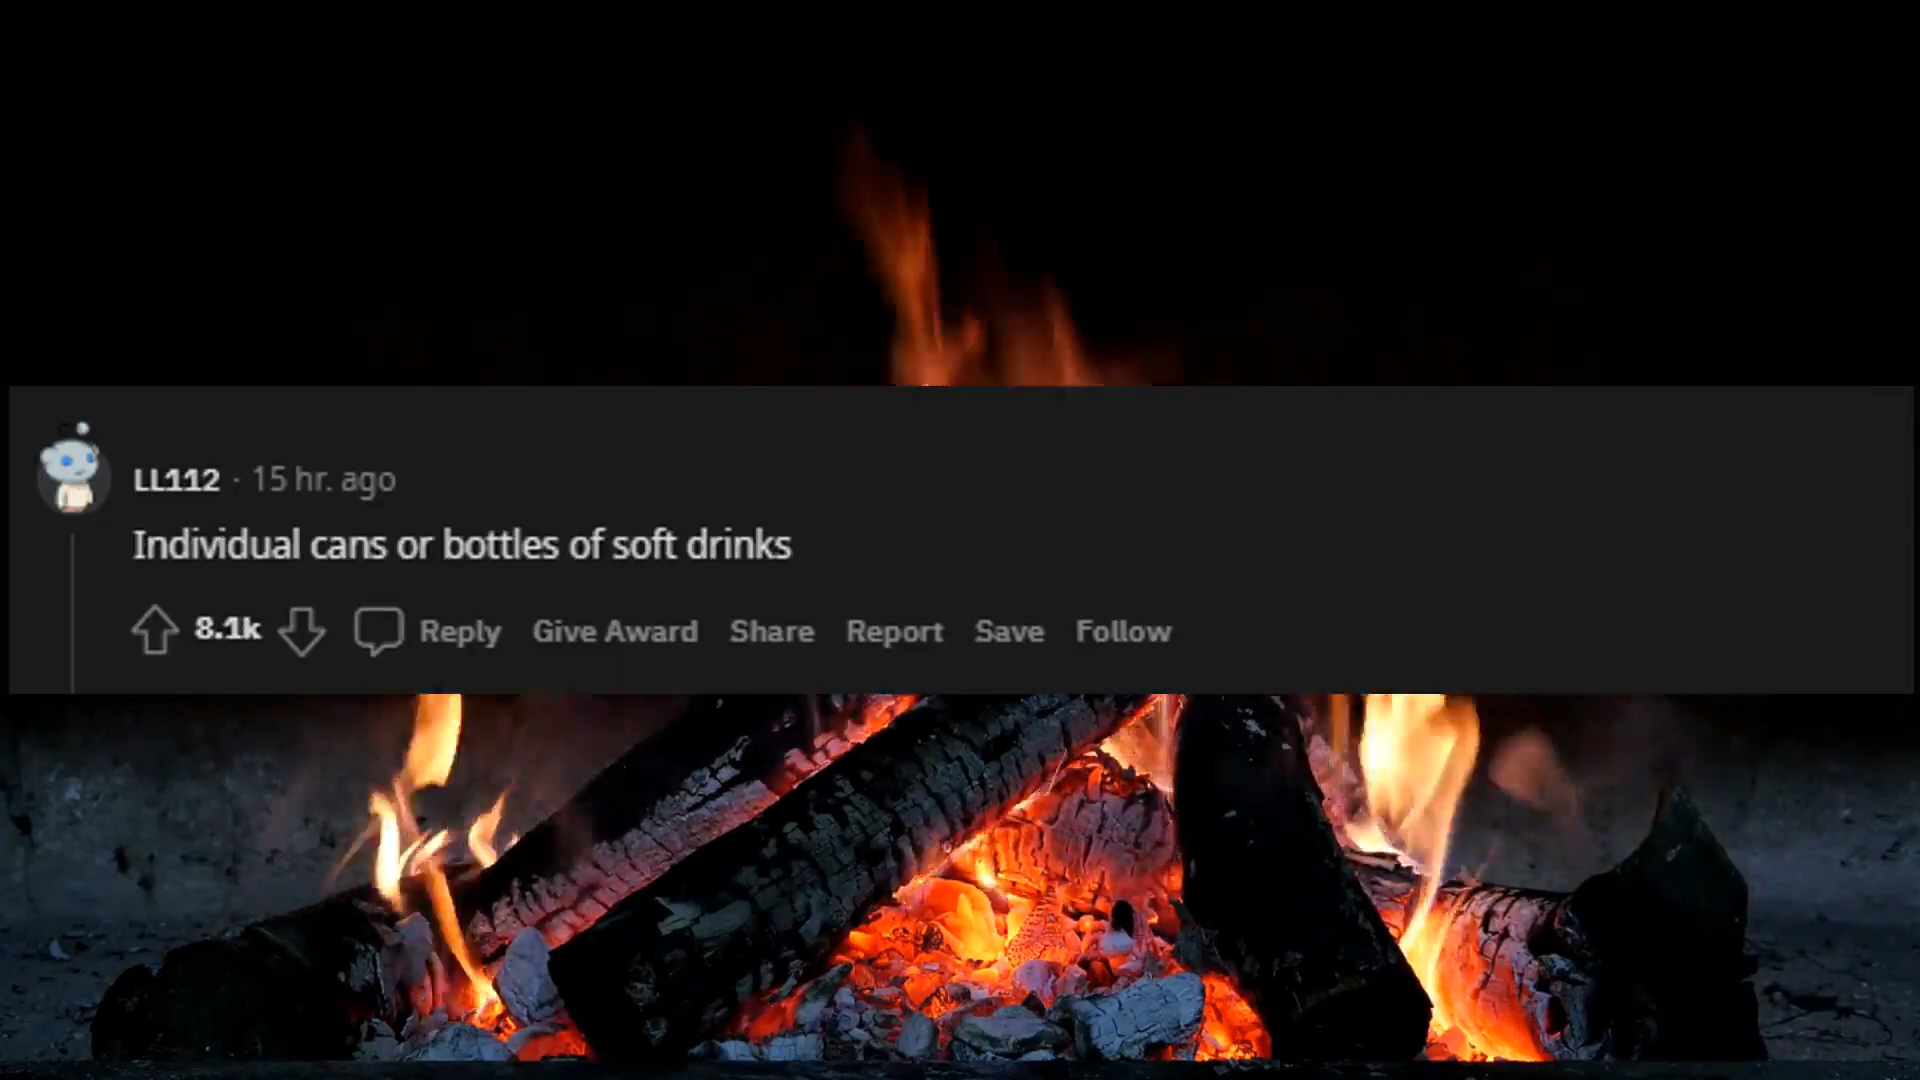 LL112 · 15 hr. ago
Individual cans or bottles of soft drinks
8.1k Reply Give Award Share Report Save Follow